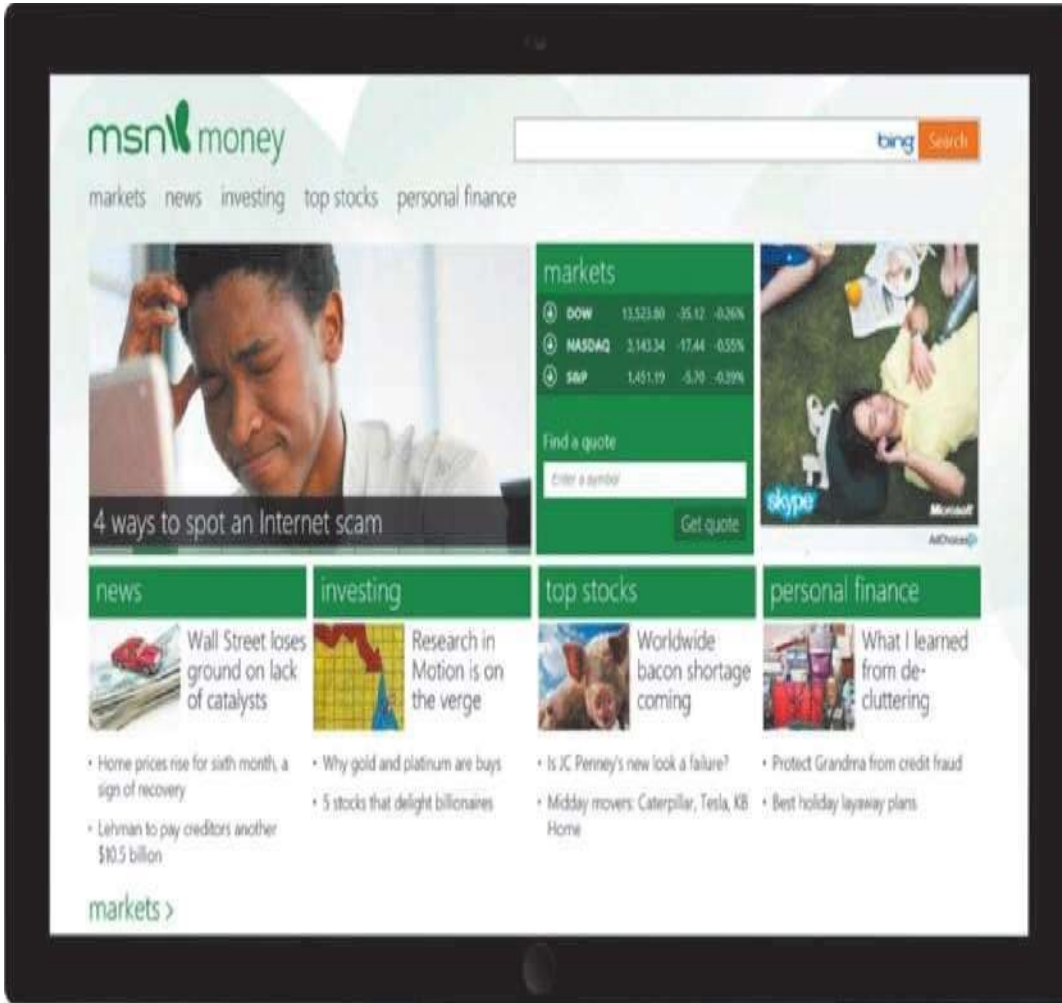 msn money
bing Search
markets news investing top stocks personal finance
4 ways to spot an Internet scam
markets
DOW 13,523.80 -35.12 -0.26%
NASDAQ 3,143.34 -17.44 -0.55%
S&P 1,451.19 -5.70 -0.39%
Find a quote
Enter a symbol
Get quote
skype
Microsoft
AdChoices
news
Wall Street loses
ground on lack
of catalysts
• Home prices rise for sixth month, a
sign of recovery
• Lehman to pay creditors another
$10.5 billion
investing
Research in
Motion is on
the verge
• Why gold and platinum are buys
• 5 stocks that delight billionaires
top stocks
Worldwide
bacon shortage
coming
• Is JC Penney's new look a failure?
• Midday movers: Caterpillar, Tesla, KB
Home
personal finance
What I learned
from de-
cluttering
• Protect Grandma from credit fraud
• Best holiday layaway plans
markets >